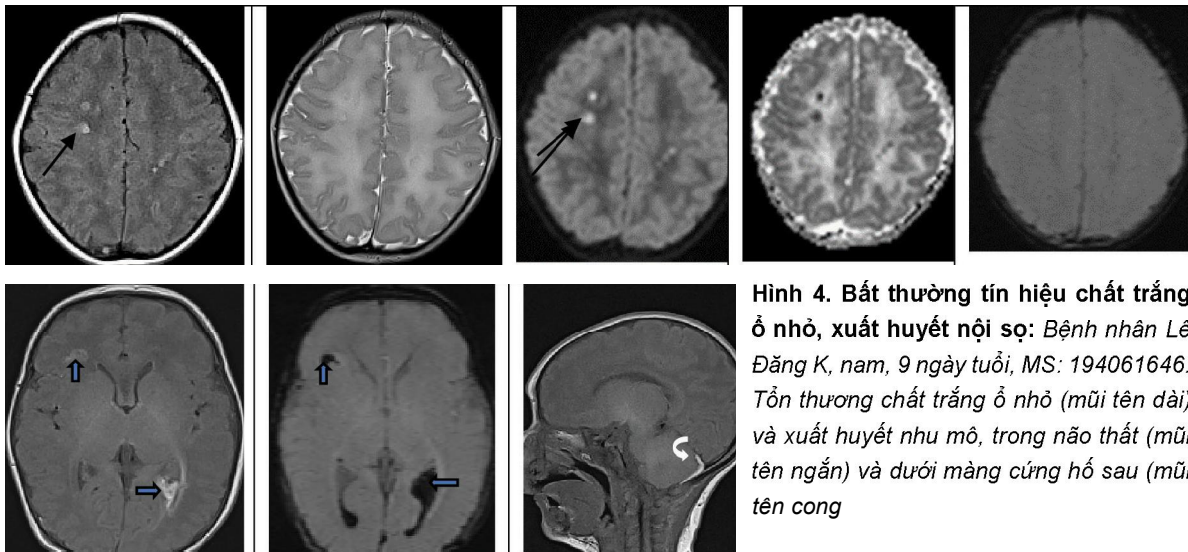 Hình 4. Bất thường tín hiệu chất trắng
ổ nhỏ, xuất huyết nội sọ: Bệnh nhân Lê
Đăng K, nam, 9 ngày tuổi, MS: 194061646.
Tổn thương chất trắng ổ nhỏ (mũi tên dài)
và xuất huyết nhu mô, trong não thất (mũi
tên ngắn) và dưới màng cứng hố sau (mũi
tên cong